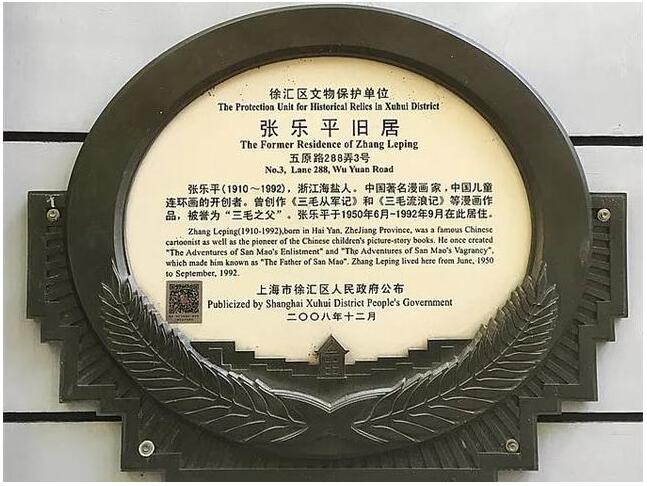 徐汇区文物保护单位
The Protection Unit for Historical Relics in Xuhui District
张乐平旧居
The Former Residence of Zhang Leping
五原路288弄3号
No.3, Lane 288, Wu Yuan Road
张乐平(1910～1992)，浙江海盐人。中国著名漫画家，中国儿童
连环画的开创者。曾创作《三毛从军记》和《三毛流浪记》等漫画作
品，被誉为“三毛之父”。张乐平于1950年6月-1992年9月在此居住。
Zhang Leping(1910-1992),born in Hai Yan, ZheJiang Province, was a famous Chinese
cartoonist as well as the pioneer of the Chinese children's picture-story books. He once created
"The Adventures of San Mao's Enlistment" and "The Adventures of San Mao's Vagrancy",
which made him known as "The Father of San Mao". Zhang Leping lived here from June, 1950
to September, 1992.
上海市徐汇区人民政府公布
Publicized by Shanghai Xuhui District People's Government
二〇〇八年十二月